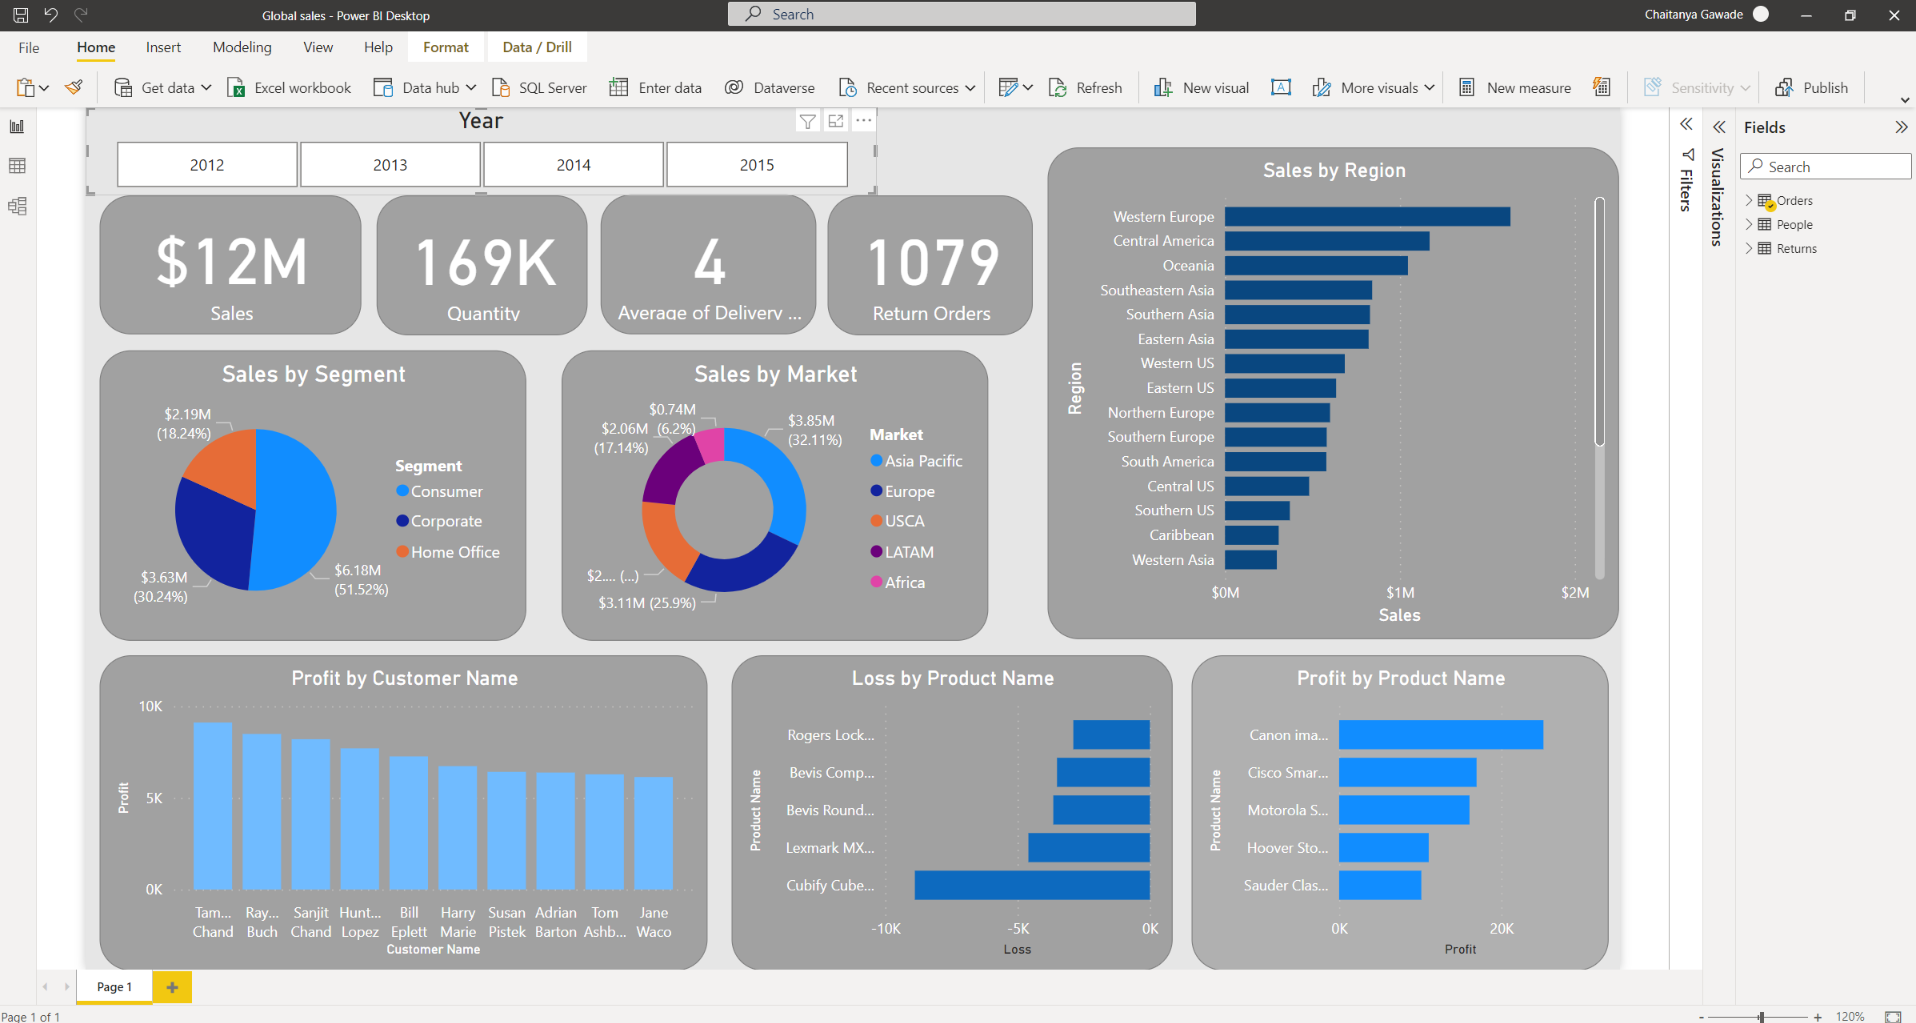 Global sales - Power BI Desktop
Search
Chaitanya Gawade
File Home Insert Modeling View Help Format Data / Drill
Get data Excel workbook Data hub SQL Server Enter data Dataverse Recent sources Refresh New visual A More visuals New measure Sensitivity Publish
Year
2012 2013 2014 2015
$12M
Sales
169K
Quantity
4
Average of Delivery ...
1079
Return Orders
Sales by Segment
$2.19M
(18.24%)
$3.63M
(30.24%)
$6.18M
(51.52%)
Segment
Consumer
Corporate
Home Office
Sales by Market
$0.74M
(6.2%)
$2.06M
(17.14%)
$3.85M
(32.11%)
$2.... (...)
$3.11M (25.9%)
Market
Asia Pacific
Europe
USCA
LATAM
Africa
Sales by Region
Region
Western Europe
Central America
Oceania
Southeastern Asia
Southern Asia
Eastern Asia
Western US
Eastern US
Northern Europe
Southern Europe
South America
Central US
Southern US
Caribbean
Western Asia
$0M $1M $2M
Sales
Profit by Customer Name
Profit
10K
5K
0K
Tam... Ray... Sanjit Hunt... Bill Harry Susan Adrian Tom Jane
Chand Buch Chand Lopez Eplett Marie Pistek Barton Ashb... Waco
Customer Name
Loss by Product Name
Product Name
Rogers Lock...
Bevis Comp...
Bevis Round...
Lexmark MX...
Cubify Cube...
-10K -5K 0K
Loss
Profit by Product Name
Product Name
Canon ima...
Cisco Smar...
Motorola S...
Hoover Sto...
Sauder Clas...
0K 20K
Profit
Filters
Visualizations
Fields
Search
Orders
People
Returns
Page 1
Page 1 of 1
- + 120%